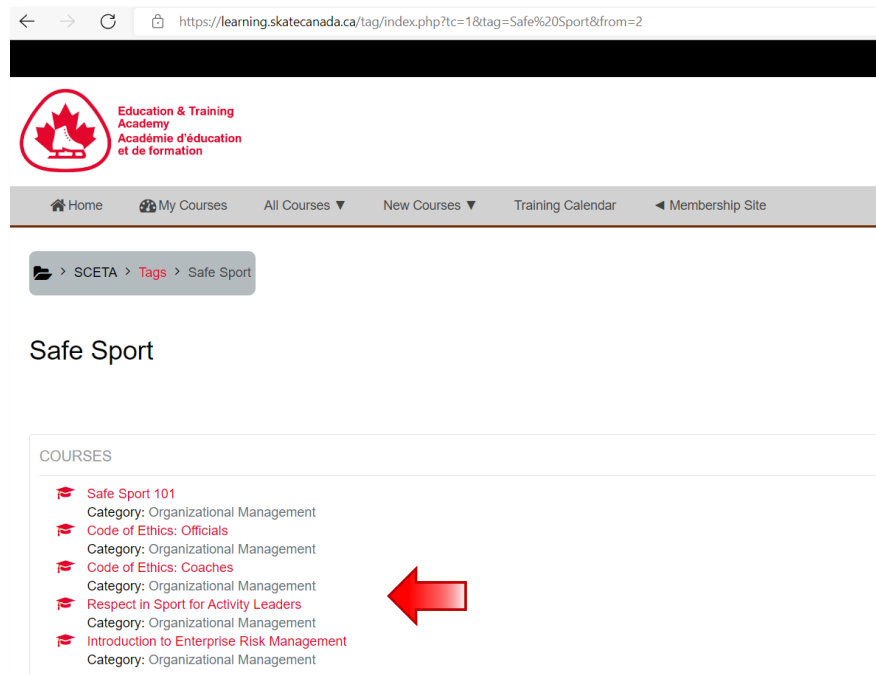 https://learning.skatecanada.ca/tag/index.php?tc=1&tag=Safe%20Sport&from=2
Education & Training
Academy
Académie d'éducation
et de formation
Home My Courses All Courses ▼ New Courses ▼ Training Calendar ◄ Membership Site
> SCETA > Tags > Safe Sport
Safe Sport
COURSES
Safe Sport 101
Category: Organizational Management
Code of Ethics: Officials
Category: Organizational Management
Code of Ethics: Coaches
Category: Organizational Management
Respect in Sport for Activity Leaders
Category: Organizational Management
Introduction to Enterprise Risk Management
Category: Organizational Management